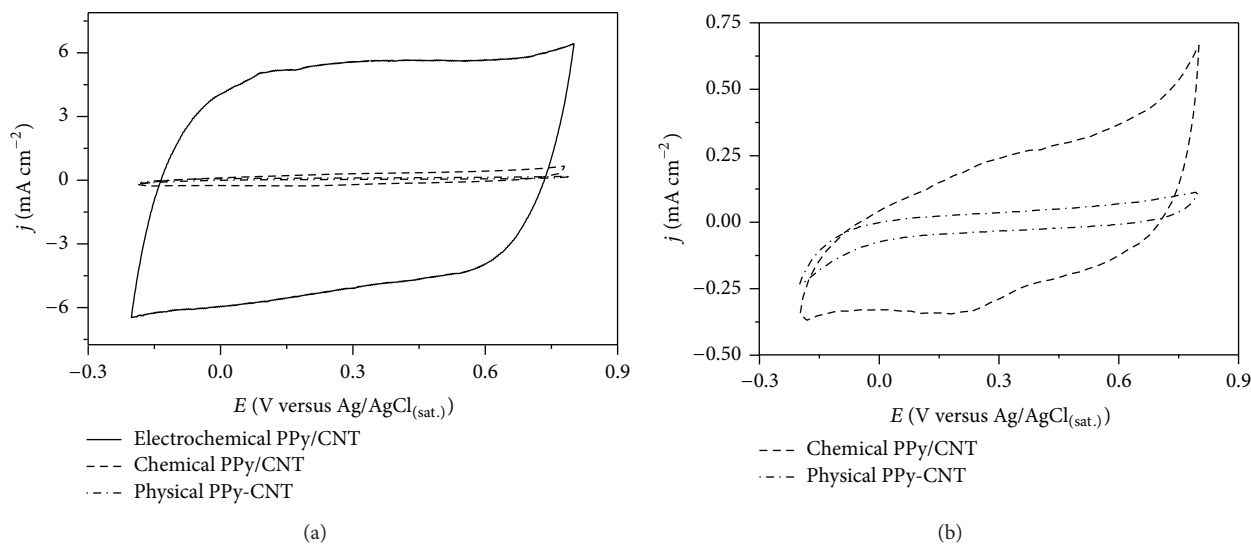 6
3
0
−3
−6
j (mA cm−2)
−0.3
0.0
0.3
0.6
0.9
E (V versus Ag/AgCl(sat.))
Electrochemical PPy/CNT
Chemical PPy/CNT
Physical PPy-CNT
(a)
0.75
0.50
0.25
0.00
−0.25
−0.50
j (mA cm−2)
−0.3
0.0
0.3
0.6
0.9
E (V versus Ag/AgCl(sat.))
Chemical PPy/CNT
Physical PPy-CNT
(b)